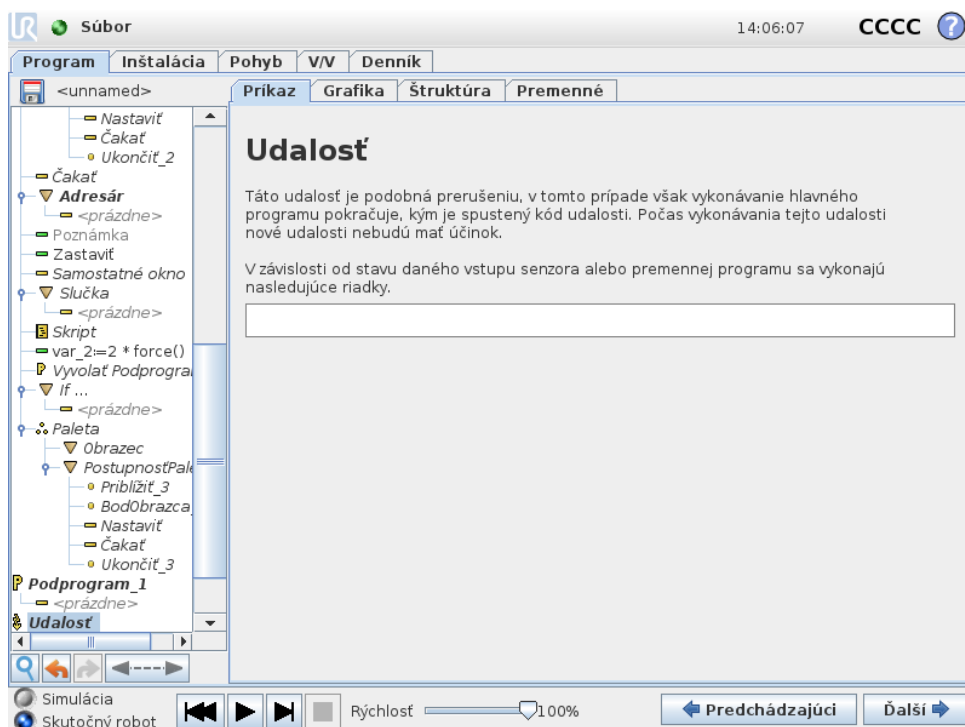 Súbor
14:06:07
CCCC
?
Program
Inštalácia
Pohyb
V/V
Denník
<unnamed>
Príkaz
Grafika
Štruktúra
Premenné
Nastaviť
Čakať
Ukončiť_2
Čakať
Adresár
<prázdne>
Poznámka
Zastaviť
Samostatné okno
Slučka
<prázdne>
Skript
var_2:=2 * force()
Vyvolať Podprogra
If ...
<prázdne>
Paleta
Obrazec
PostupnosťPale
Priblížiť_3
BodObrazca_
Nastaviť
Čakať
Ukončiť_3
P Podprogram_1
<prázdne>
Udalosť
Udalosť
Táto udalosť je podobná prerušeniu, v tomto prípade však vykonávanie hlavného
programu pokračuje, kým je spustený kód udalosti. Počas vykonávania tejto udalosti
nové udalosti nebudú mať účinok.
V závislosti od stavu daného vstupu senzora alebo premennej programu sa vykonajú
nasledujúce riadky.
Simulácia
Skutočný robot
Rýchlosť
100%
Predchádzajúci
Ďalší